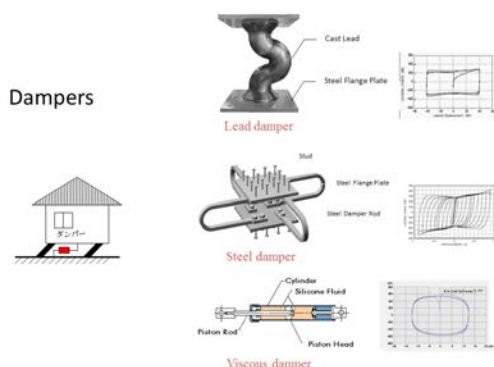 Dampers
ダンパー
Cast Lead
Steel Flange Plate
Lead damper
Stud
Steel Flange Plate
Steel Damper Rod
Steel damper
Cylinder
Silicone Fluid
Piston Rod
Piston Head
Viscous damper